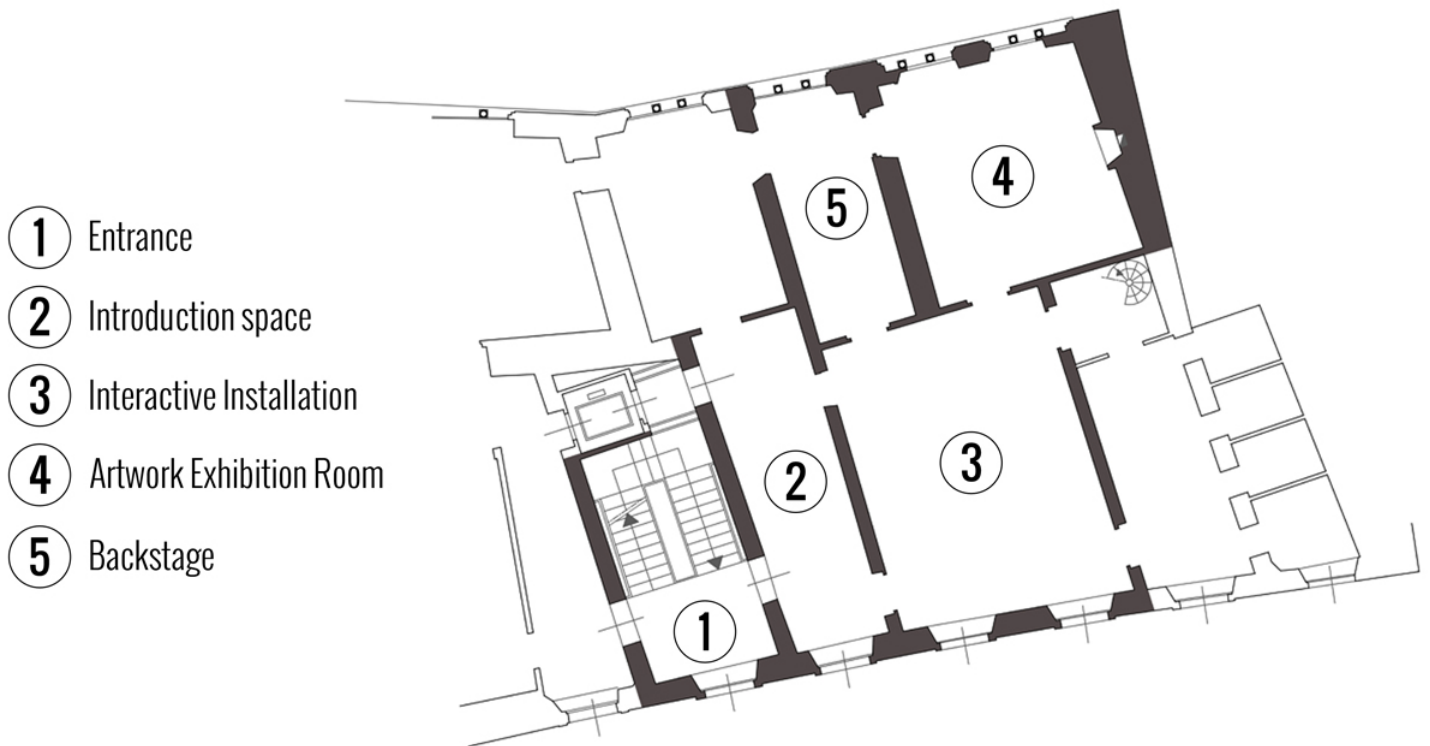 1 Entrance
2 Introduction space
3 Interactive Installation
4 Artwork Exhibition Room
5 Backstage
4
5
3
2
1